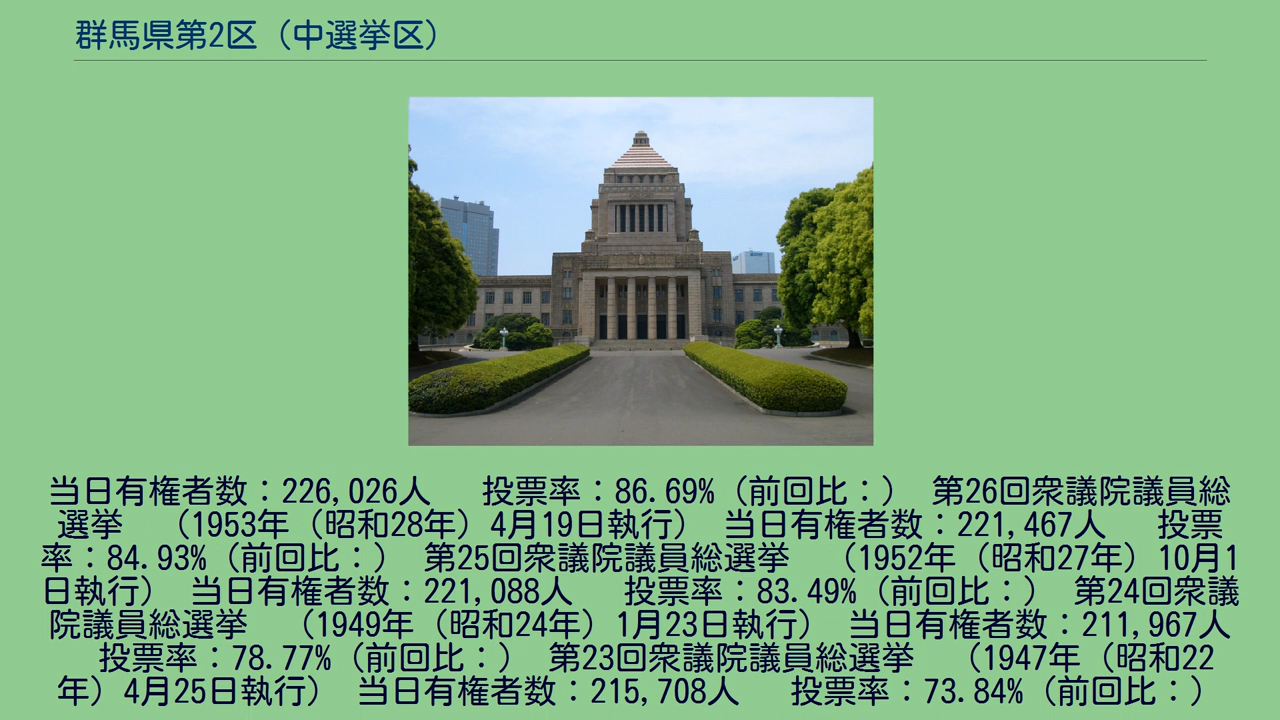 群馬県第2区（中選挙区）
当日有権者数：226,026人　 投票率：86.69%（前回比：） 第26回衆議院議員総
選挙　（1953年（昭和28年）4月19日執行） 当日有権者数：221,467人　 投票
率：84.93%（前回比：） 第25回衆議院議員総選挙　（1952年（昭和27年）10月1
日執行） 当日有権者数：221,088人　 投票率：83.49%（前回比：） 第24回衆議
院議員総選挙　（1949年（昭和24年）1月23日執行） 当日有権者数：211,967人
投票率：78.77%（前回比：） 第23回衆議院議員総選挙　（1947年（昭和22
年）4月25日執行） 当日有権者数：215,708人　 投票率：73.84%（前回比：）